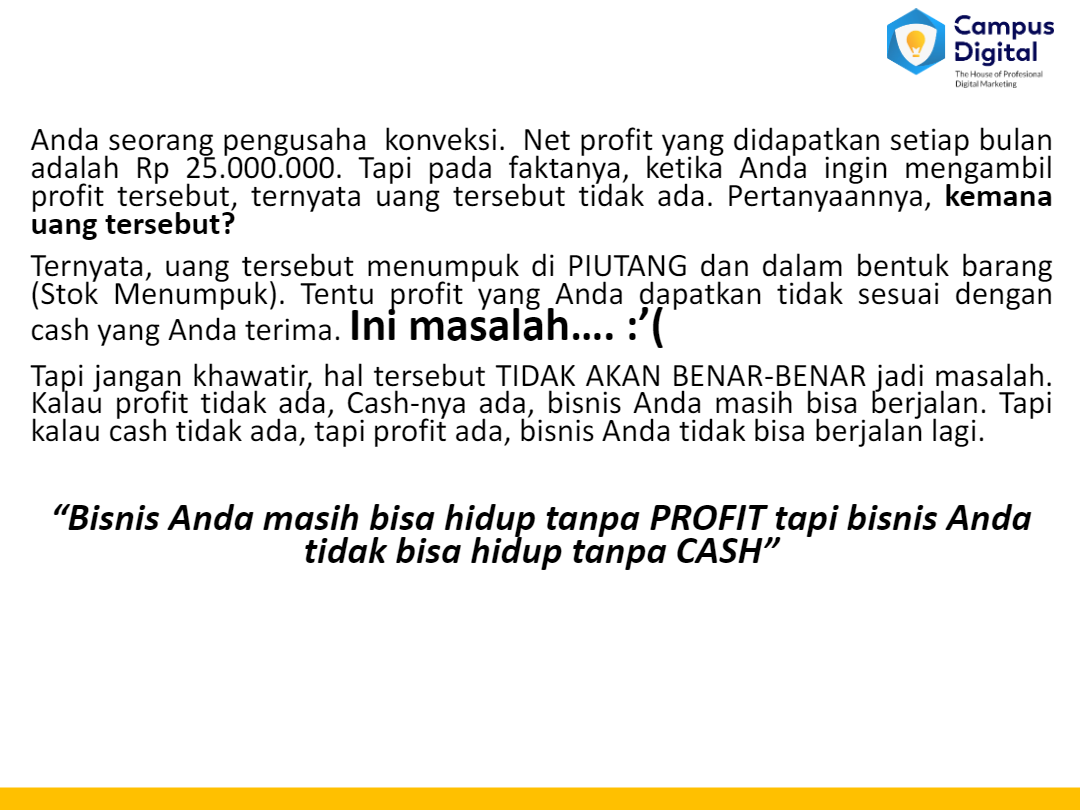 Campus
Digital
The House of Profesional
Digital Marketing
Anda seorang pengusaha konveksi. Net profit yang didapatkan setiap bulan
adalah Rp 25.000.000. Tapi pada faktanya, ketika Anda ingin mengambil
profit tersebut, ternyata uang tersebut tidak ada. Pertanyaannya, kemana
uang tersebut?
Ternyata, uang tersebut menumpuk di PIUTANG dan dalam bentuk barang
(Stok Menumpuk). Tentu profit yang Anda dapatkan tidak sesuai dengan
cash yang Anda terima. Ini masalah.... :’(
Tapi jangan khawatir, hal tersebut TIDAK AKAN BENAR-BENAR jadi masalah.
Kalau profit tidak ada, Cash-nya ada, bisnis Anda masih bisa berjalan. Tapi
kalau cash tidak ada, tapi profit ada, bisnis Anda tidak bisa berjalan lagi.
“Bisnis Anda masih bisa hidup tanpa PROFIT tapi bisnis Anda
tidak bisa hidup tanpa CASH”